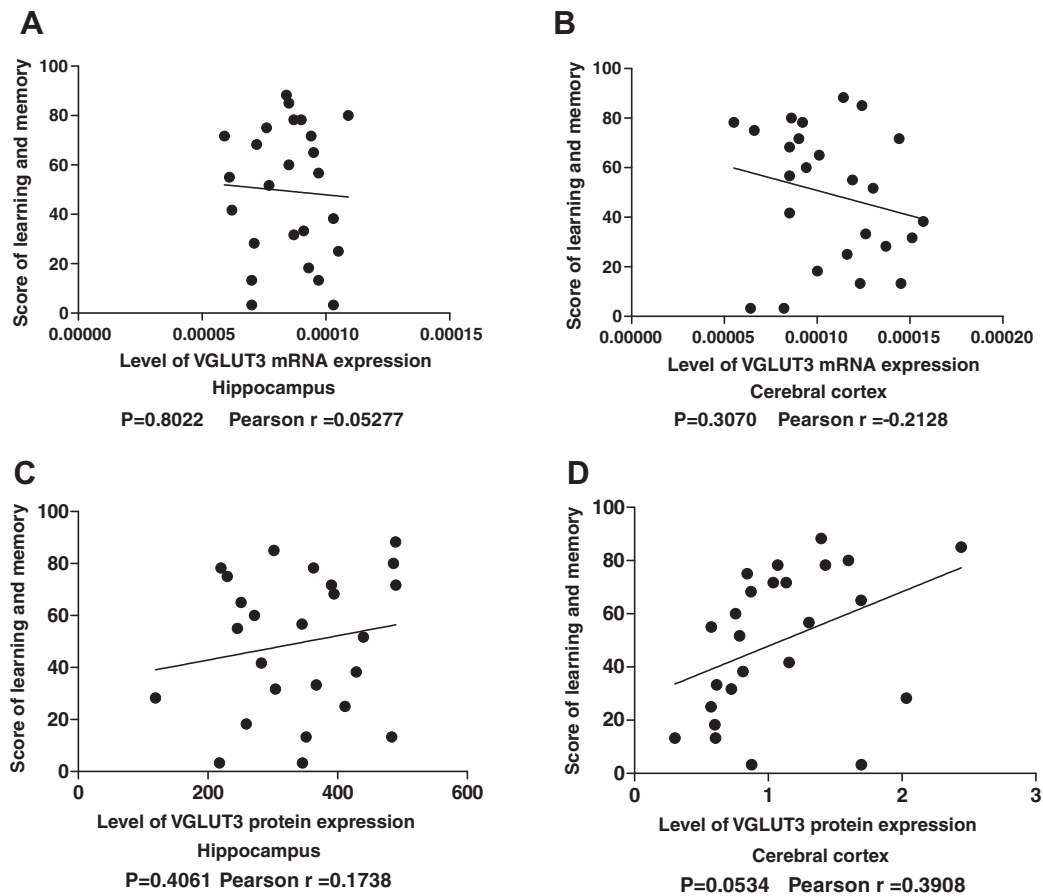 A
Score of learning and memory
100
80
60
40
20
0
0.00000 0.00005 0.00010 0.00015
Level of VGLUT3 mRNA expression
Hippocampus
P=0.8022 Pearson r =0.05277
B
Score of learning and memory
100
80
60
40
20
0
0.00000 0.00005 0.00010 0.00015 0.00020
Level of VGLUT3 mRNA expression
Cerebral cortex
P=0.3070 Pearson r =-0.2128
C
Score of learning and memory
100
80
60
40
20
0
0 200 400 600
Level of VGLUT3 protein expression
Hippocampus
P=0.4061 Pearson r =0.1738
D
Score of learning and memory
100
80
60
40
20
0
0 1 2 3
Level of VGLUT3 protein expression
Cerebral cortex
P=0.0534 Pearson r =0.3908